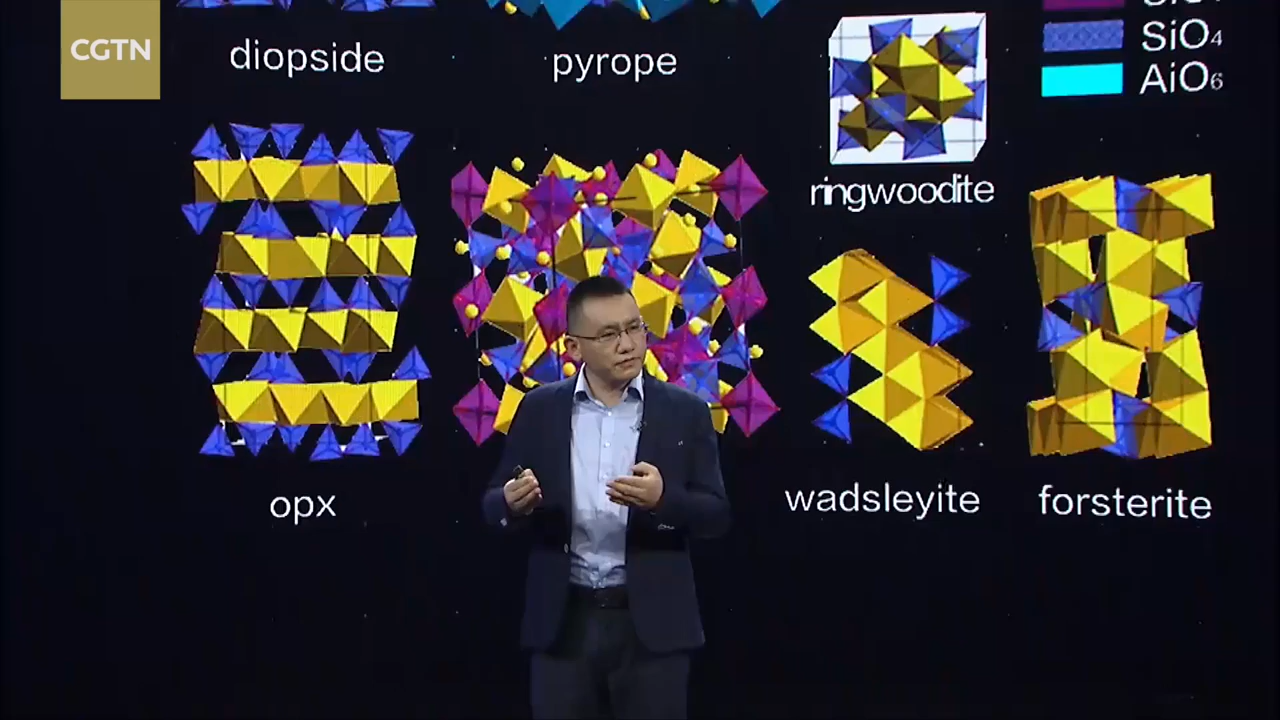 CGTN
diopside
pyrope
SiO4
AiO6
ringwoodite
opx
wadsleyite
forsterite